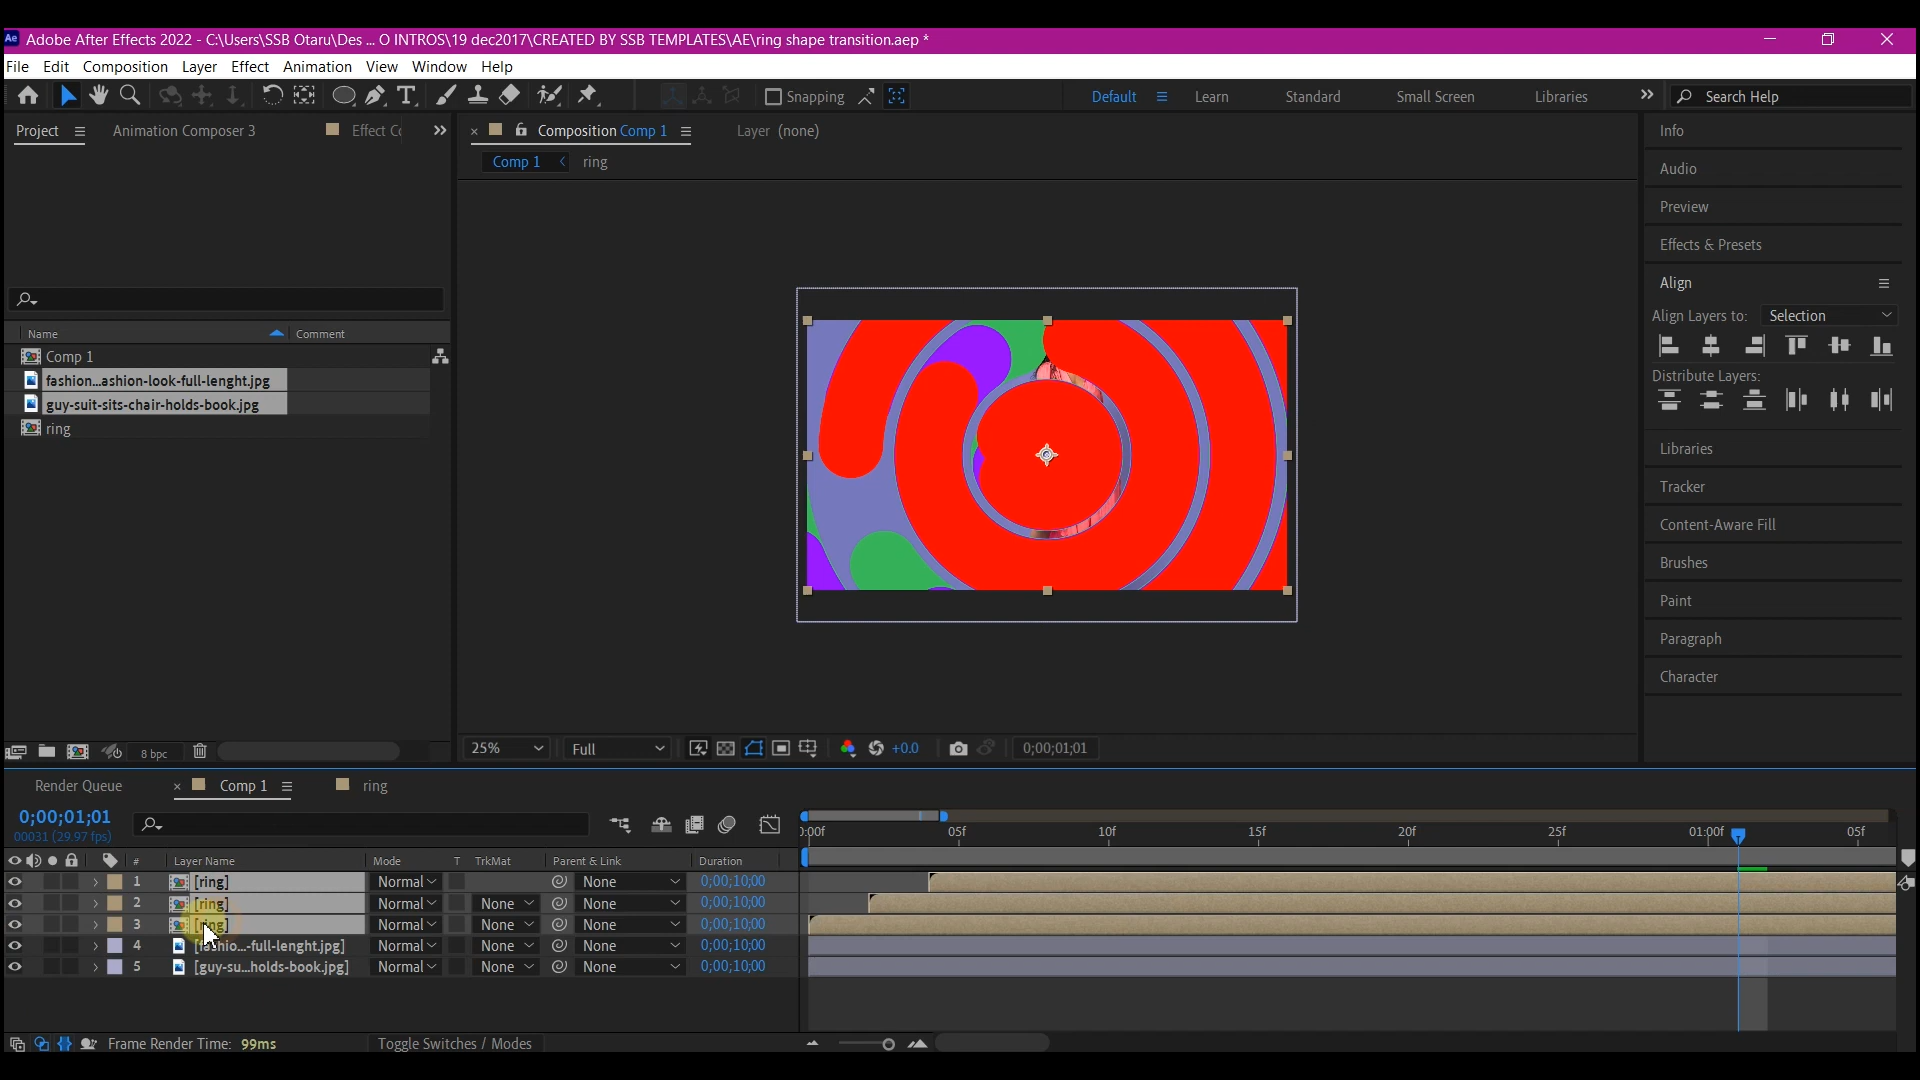 Ae Adobe After Effects 2022 - C:\Users\SSB Otaru\Des ... O INTROS\19 dec2017\CREATED BY SSB TEMPLATES\AE\ring shape transition.aep *
File Edit Composition Layer Effect Animation View Window Help
Snapping Default Learn Standard Small Screen Libraries Search Help
Project Animation Composer 3 Effect Cc Composition Comp 1 Layer (none) Info
Comp 1 ring
Audio
Preview
Effects & Presets
Align
Align Layers to: Selection
Name Comment
Comp 1
fashion...ashion-look-full-lenght.jpg
guy-suit-sits-chair-holds-book.jpg
ring
Distribute Layers:
Libraries
Tracker
Content-Aware Fill
Brushes
Paint
Paragraph
Character
8 bpc 25% Full +0.0 0;00;01;01
Render Queue Comp 1 ring
0;00;01;01
00031 (29.97 fps)
):00f 05f 10f 15f 20f 25f 01:00f 05f
# Layer Name Mode T TrkMat Parent & Link Duration
1 [ring] Normal None 0;00;10;00
2 [ring] Normal None None 0;00;10;00
3 [ring] Normal None None 0;00;10;00
4 [fashio...-full-lenght.jpg] Normal None None 0;00;10;00
5 [guy-su...holds-book.jpg] Normal None None 0;00;10;00
Frame Render Time: 99ms Toggle Switches / Modes